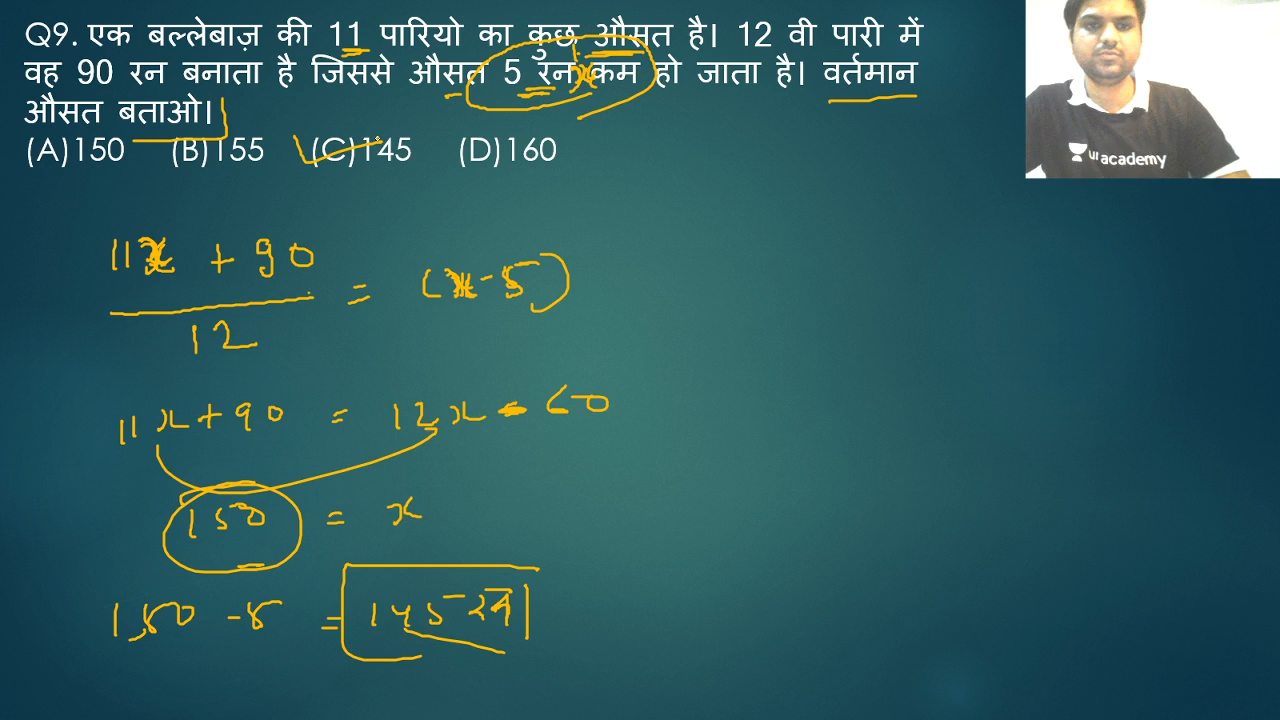 Q9. एक बल्लेबाज़ की 11 पारियो का कुछ औसत है। 12 वी पारी में
वह 90 रन बनाता है जिससे औसत 5 रन कम हो जाता है। वर्तमान
औसत बताओ।
(A)150 (B)155 (C)145 (D)160
x
11x + 90
12
= (x-5)
11x+90 = 12x - 60
150 = x
150 - 5 = 145 रन
academy